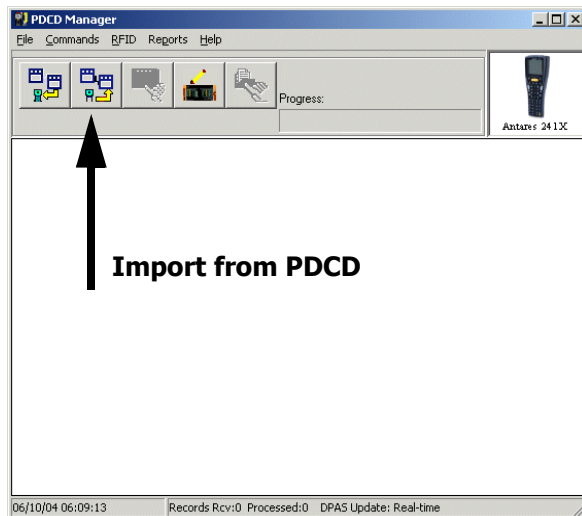 PDCD Manager
File Commands RFID Reports Help
Progress:
Antares 241X
Import from PDCD
06/10/04 06:09:13 Records Rcv:0 Processed:0 DPAS Update: Real-time